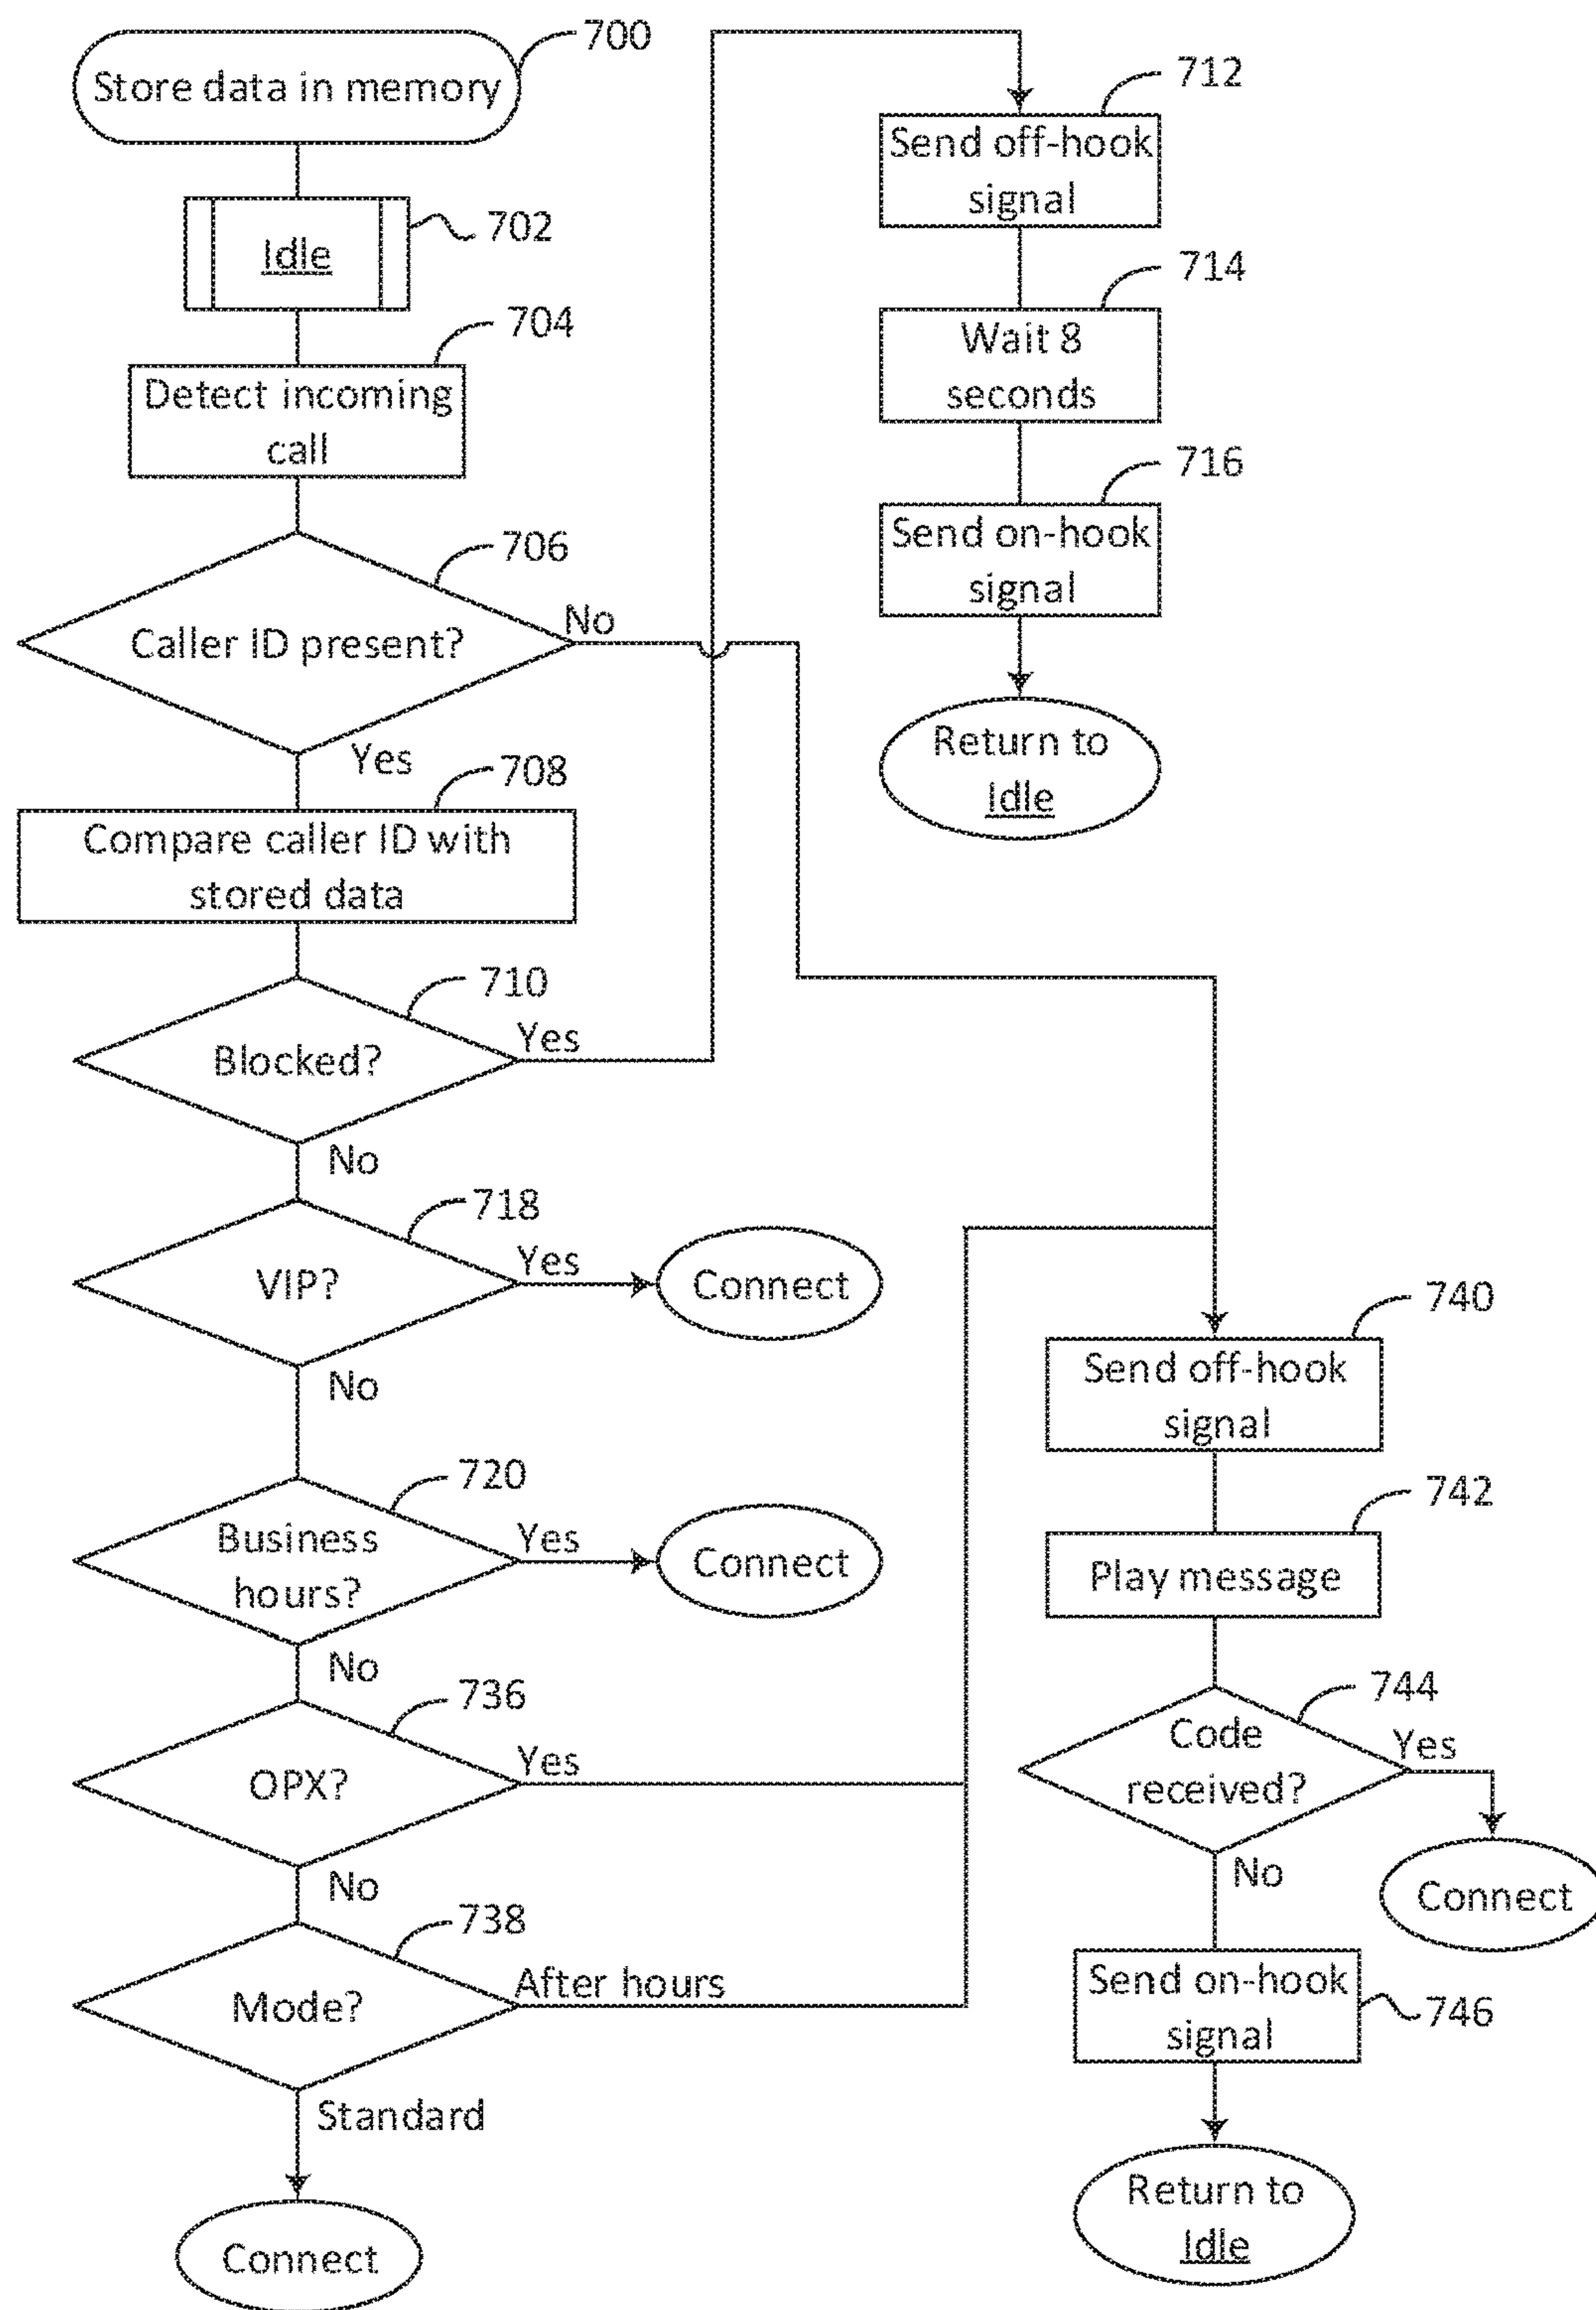 Store data in memory
700
Idle
702
Detect incoming
call
704
Caller ID present?
706
No
Yes
Compare caller ID with
stored data
708
Blocked?
710
Yes
No
712
Send off-hook
signal
714
Wait 8
seconds
716
Send on-hook
signal
Return to
Idle
VIP?
718
Yes
Connect
No
Business
hours?
720
Yes
Connect
No
OPX?
736
Yes
No
Mode?
738
After hours
Standard
Connect
740
Send off-hook
signal
742
Play message
744
Code
received?
Yes
Connect
No
Send on-hook
signal
746
Return to
Idle